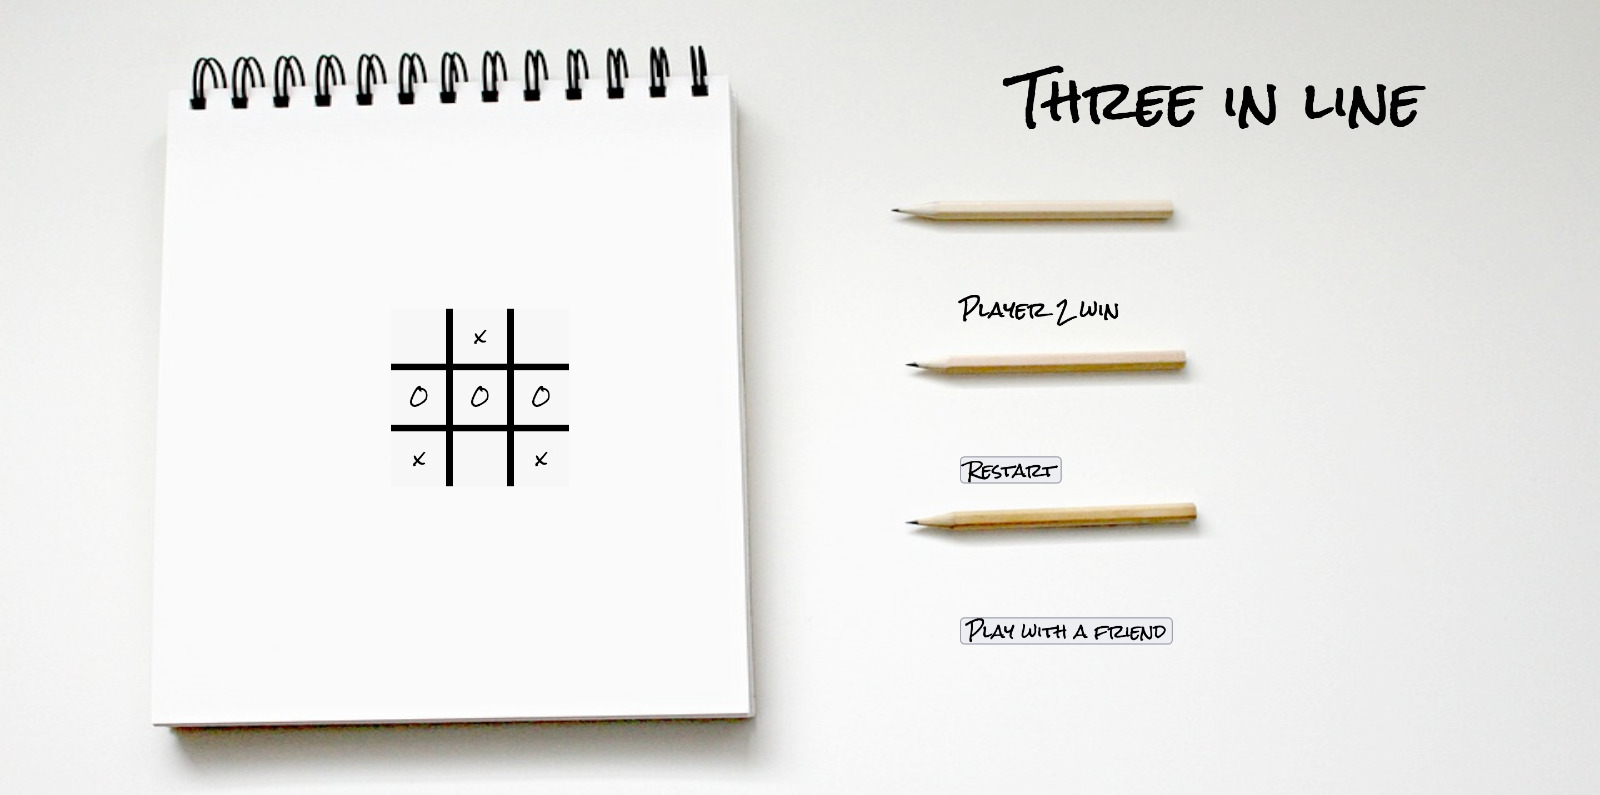 Three in line
x
O O O
x x
Player 2 win
Restart
Play with a friend